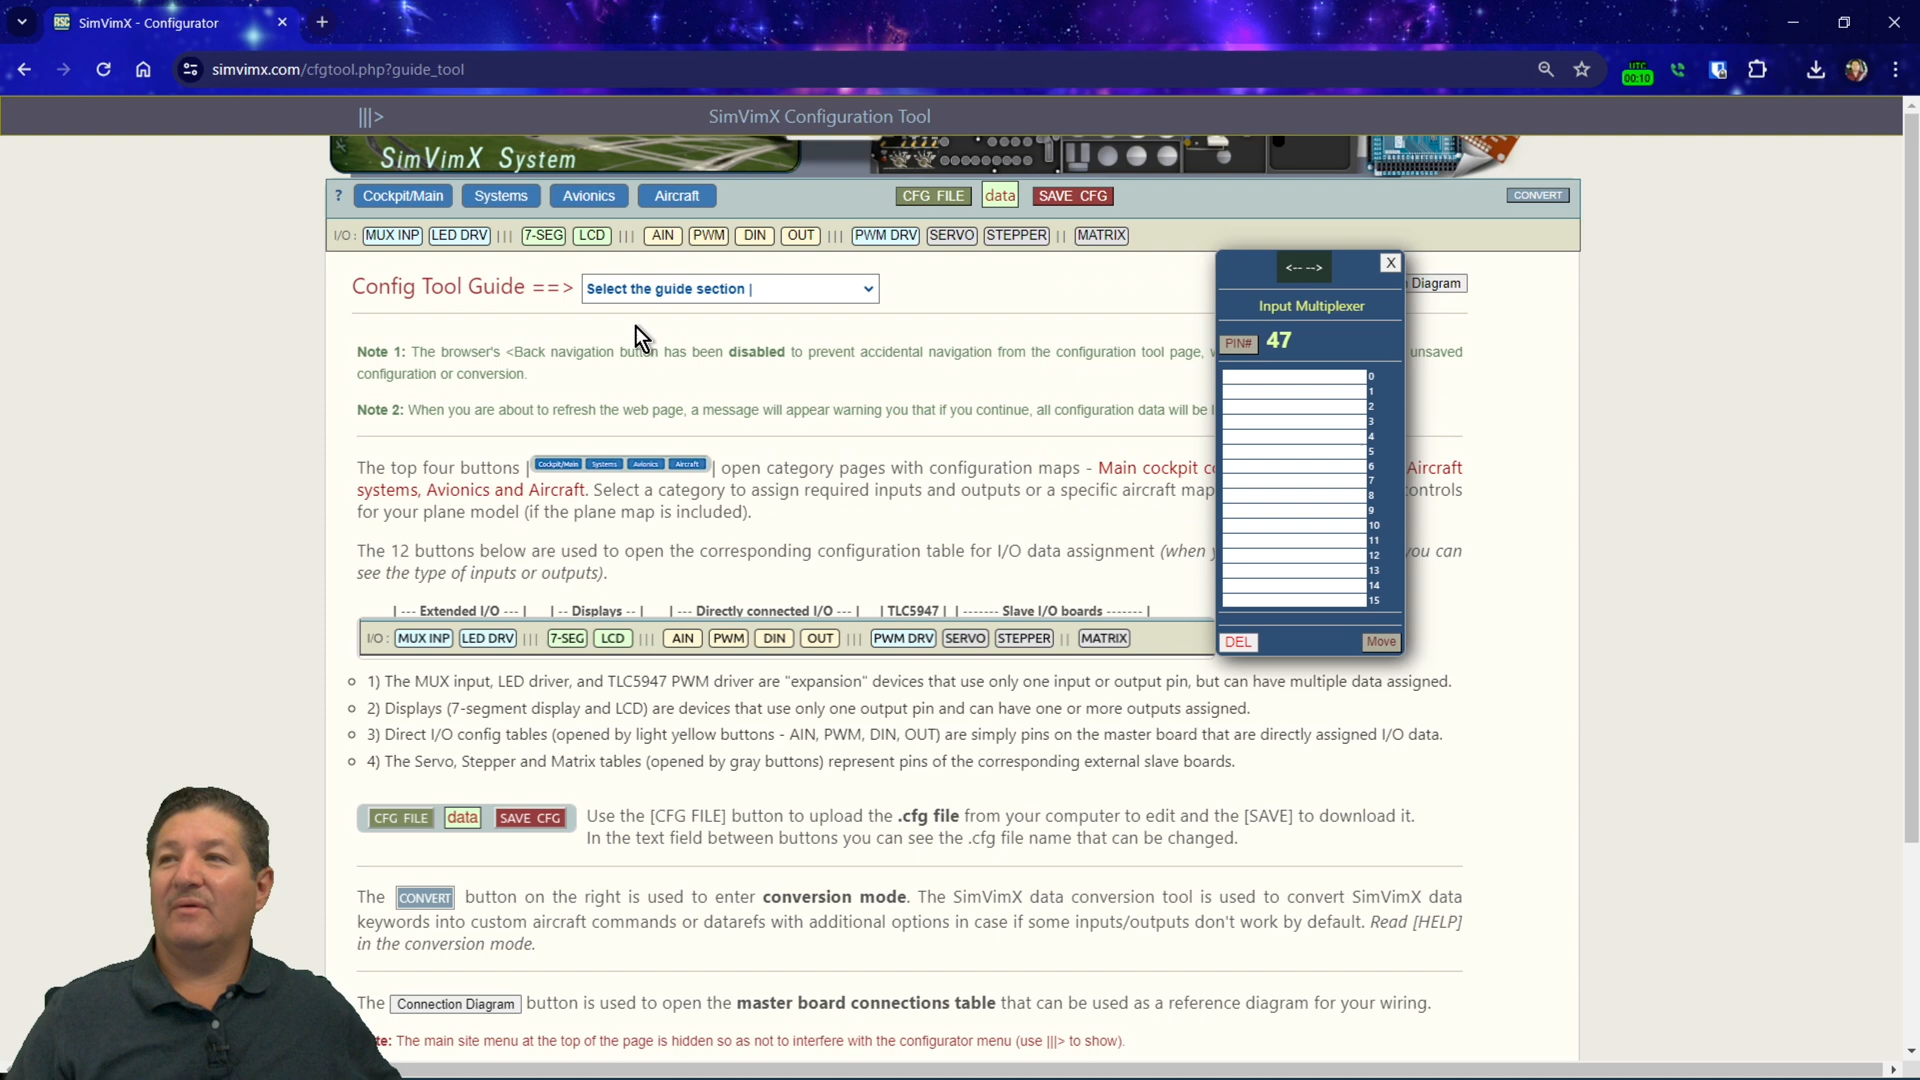 SimVimX - Configurator
simvimx.com/cfgtool.php?guide_tool
UTC
00:10
|||> SimVimX Configuration Tool
SimVimX System
? Cockpit/Main Systems Avionics Aircraft CFG FILE data SAVE CFG CONVERT
I/O : MUX INP LED DRV ||| 7-SEG LCD ||| AIN PWM DIN OUT ||| PWM DRV SERVO STEPPER || MATRIX
Config Tool Guide ==> Select the guide section | Diagram
Note 1: The browser's <Back navigation button has been disabled to prevent accidental navigation from the configuration tool page, unsaved
configuration or conversion.
Note 2: When you are about to refresh the web page, a message will appear warning you that if you continue, all configuration data will be
The top four buttons | Cockpit/Main Systems Avionics Aircraft | open category pages with configuration maps - Main cockpit Aircraft
systems, Avionics and Aircraft. Select a category to assign required inputs and outputs or a specific aircraft map controls
for your plane model (if the plane map is included).
The 12 buttons below are used to open the corresponding configuration table for I/O data assignment (when you can
see the type of inputs or outputs).
| --- Extended I/O --- | | -- Displays -- | | --- Directly connected I/O --- | | TLC5947 | | ------- Slave I/O boards ------- |
I/O : MUX INP LED DRV ||| 7-SEG LCD ||| AIN PWM DIN OUT ||| PWM DRV SERVO STEPPER || MATRIX
1) The MUX input, LED driver, and TLC5947 PWM driver are "expansion" devices that use only one input or output pin, but can have multiple data assigned.
2) Displays (7-segment display and LCD) are devices that use only one output pin and can have one or more outputs assigned.
3) Direct I/O config tables (opened by light yellow buttons - AIN, PWM, DIN, OUT) are simply pins on the master board that are directly assigned I/O data.
4) The Servo, Stepper and Matrix tables (opened by gray buttons) represent pins of the corresponding external slave boards.
CFG FILE data SAVE CFG Use the [CFG FILE] button to upload the .cfg file from your computer to edit and the [SAVE] to download it.
In the text field between buttons you can see the .cfg file name that can be changed.
The CONVERT button on the right is used to enter conversion mode. The SimVimX data conversion tool is used to convert SimVimX data
keywords into custom aircraft commands or datarefs with additional options in case if some inputs/outputs don't work by default. Read [HELP]
in the conversion mode.
The Connection Diagram button is used to open the master board connections table that can be used as a reference diagram for your wiring.
The main site menu at the top of the page is hidden so as not to interfere with the configurator menu (use |||> to show).
<-- --> X
Input Multiplexer
PIN# 47
0
1
2
3
4
5
6
7
8
9
10
11
12
13
14
15
DEL Move